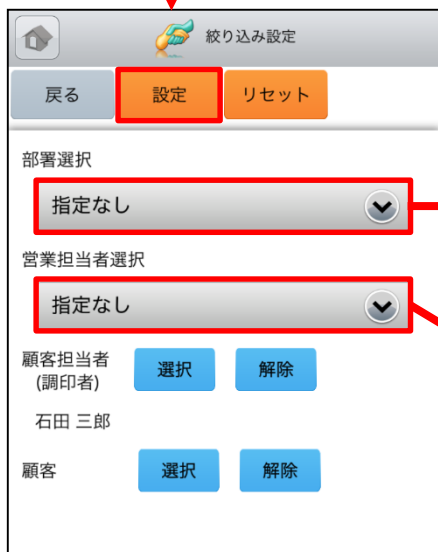 絞り込み設定
戻る 設定 リセット
部署選択
指定なし
営業担当者選択
指定なし
顧客担当者 選択 解除
(調印者)
石田 三郎
顧客 選択 解除